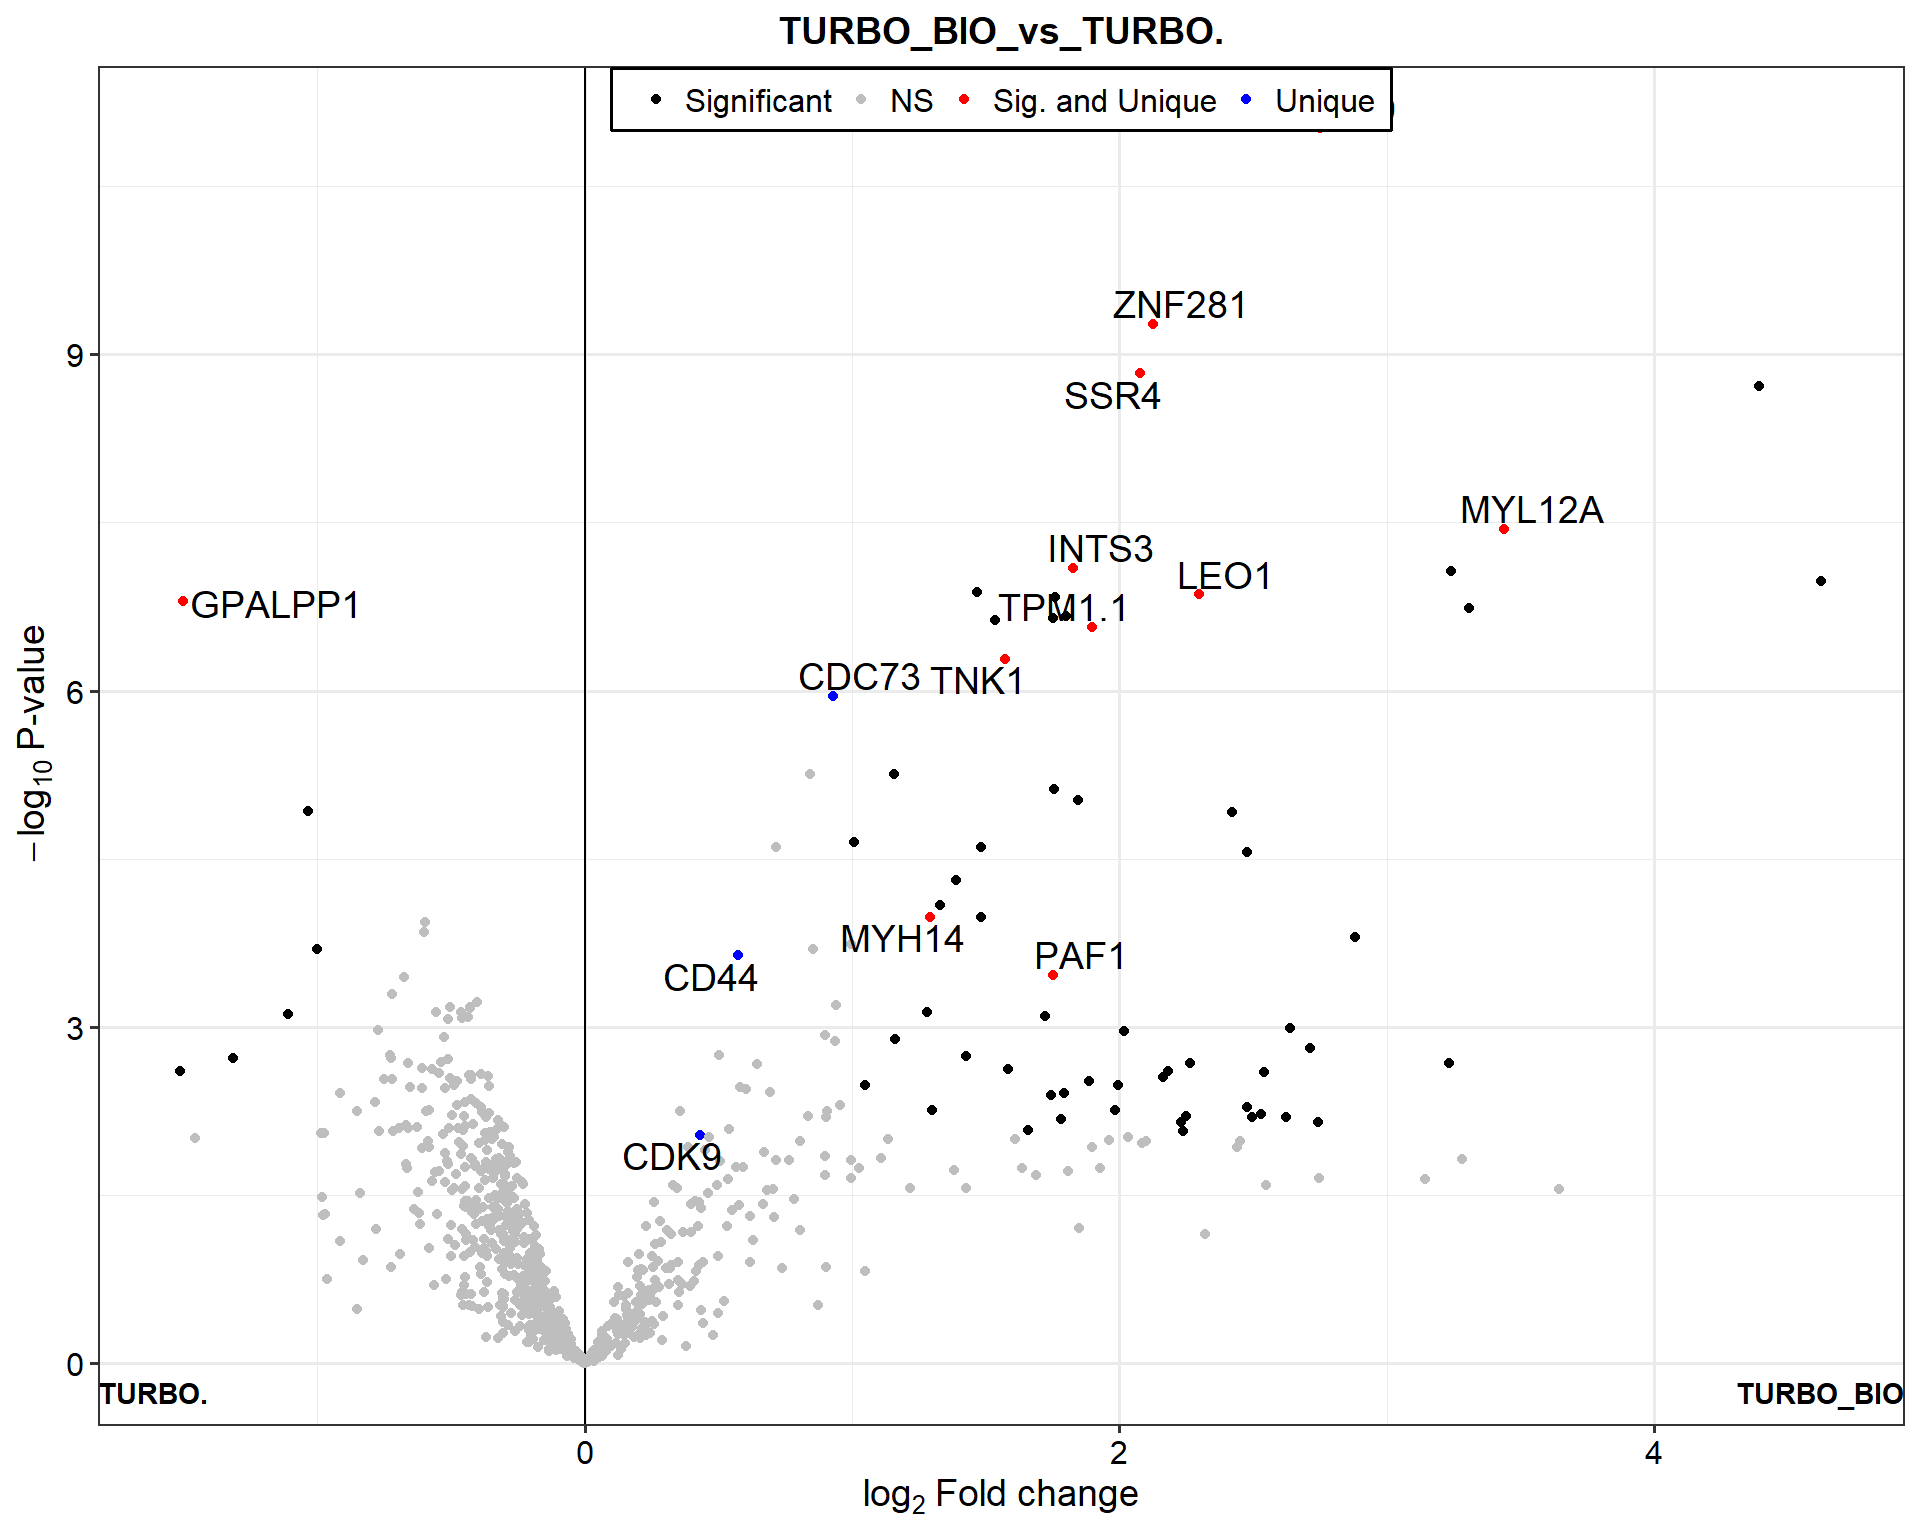 TURBO_BIO_vs_TURBO.
Significant NS Sig. and Unique Unique
ZNF281
9
SSR4
MYL12A
INTS3
LEO1
GPALPP1
TPM1.1
CDC73
TNK1
6
−log10 P-value
MYH14
PAF1
CD44
3
CDK9
0
TURBO.
TURBO_BIO
0 2 4
log2 Fold change